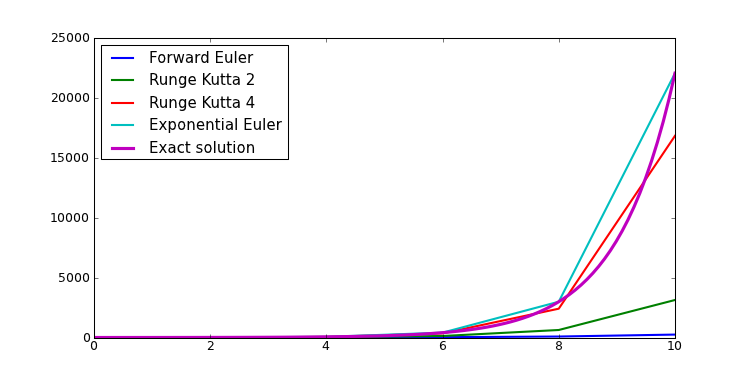 25000
20000
15000
10000
5000
0
0 2 4 6 8 10
Forward Euler
Runge Kutta 2
Runge Kutta 4
Exponential Euler
Exact solution